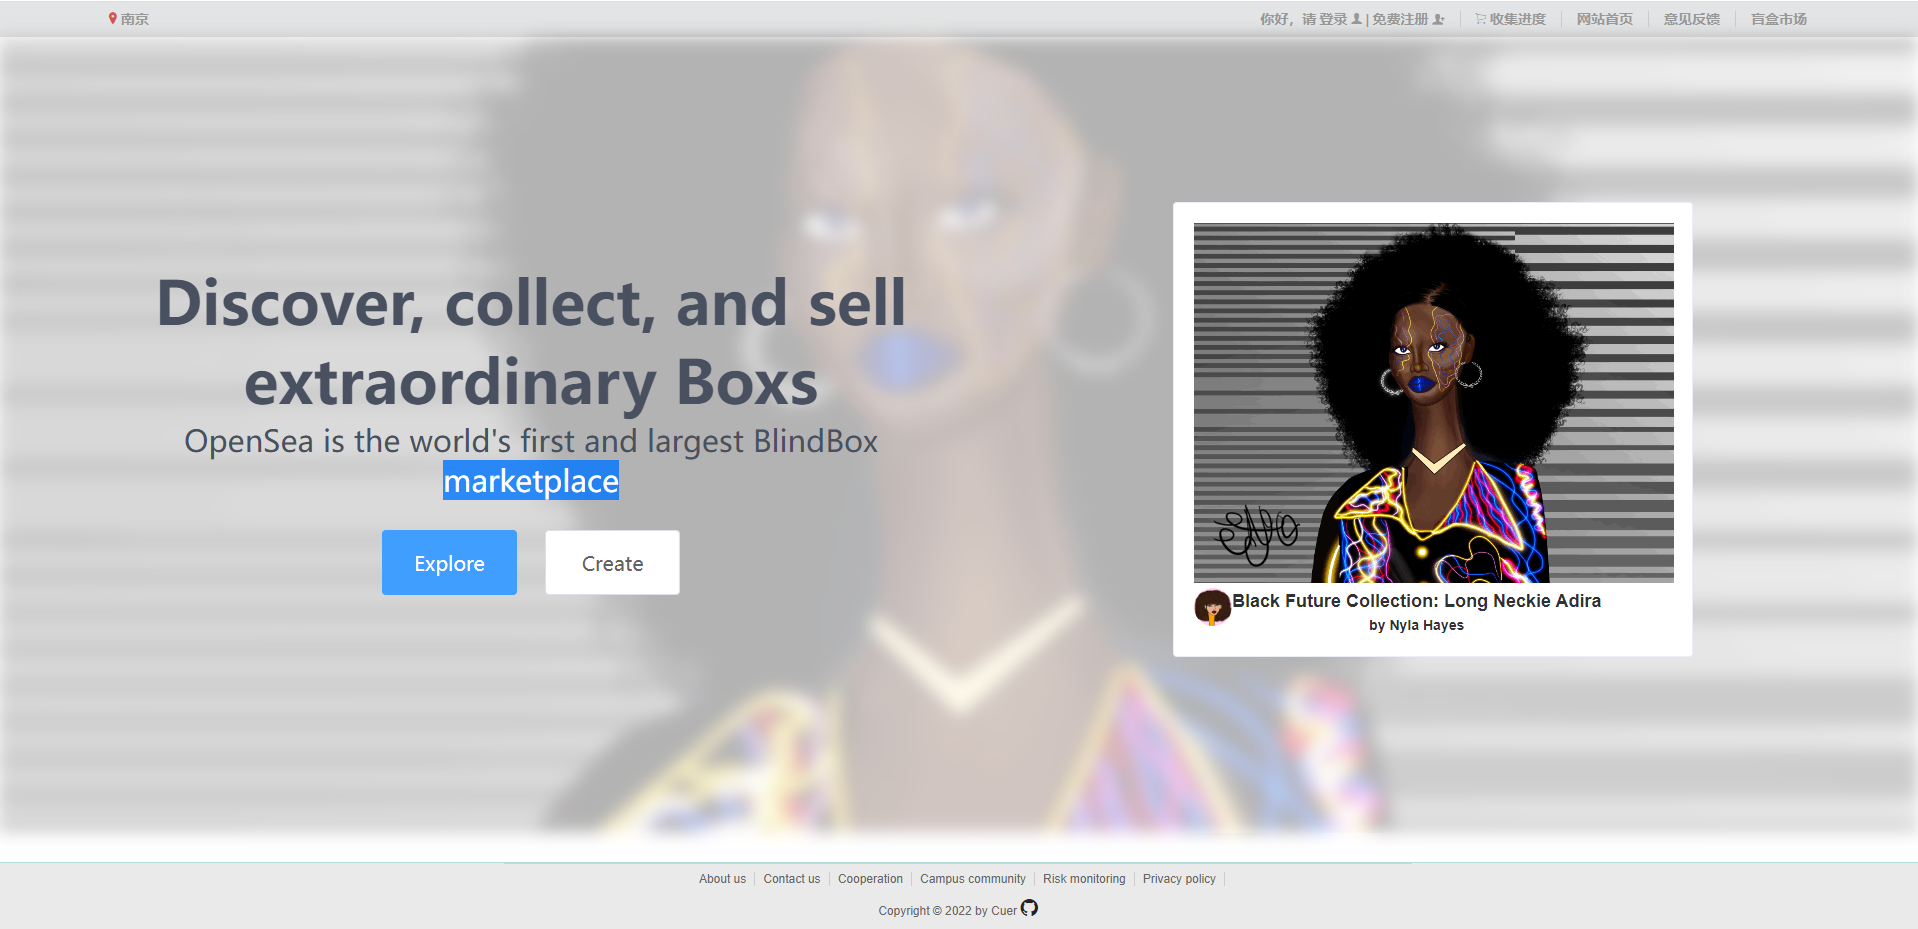 南京
你好，请 登录 | 免费注册 收集进度 网站首页 意见反馈 盲盒市场
Discover, collect, and sell
extraordinary Boxs
OpenSea is the world's first and largest BlindBox
marketplace
Explore Create
Black Future Collection: Long Neckie Adira
by Nyla Hayes
About us Contact us Cooperation Campus community Risk monitoring Privacy policy
Copyright © 2022 by Cuer